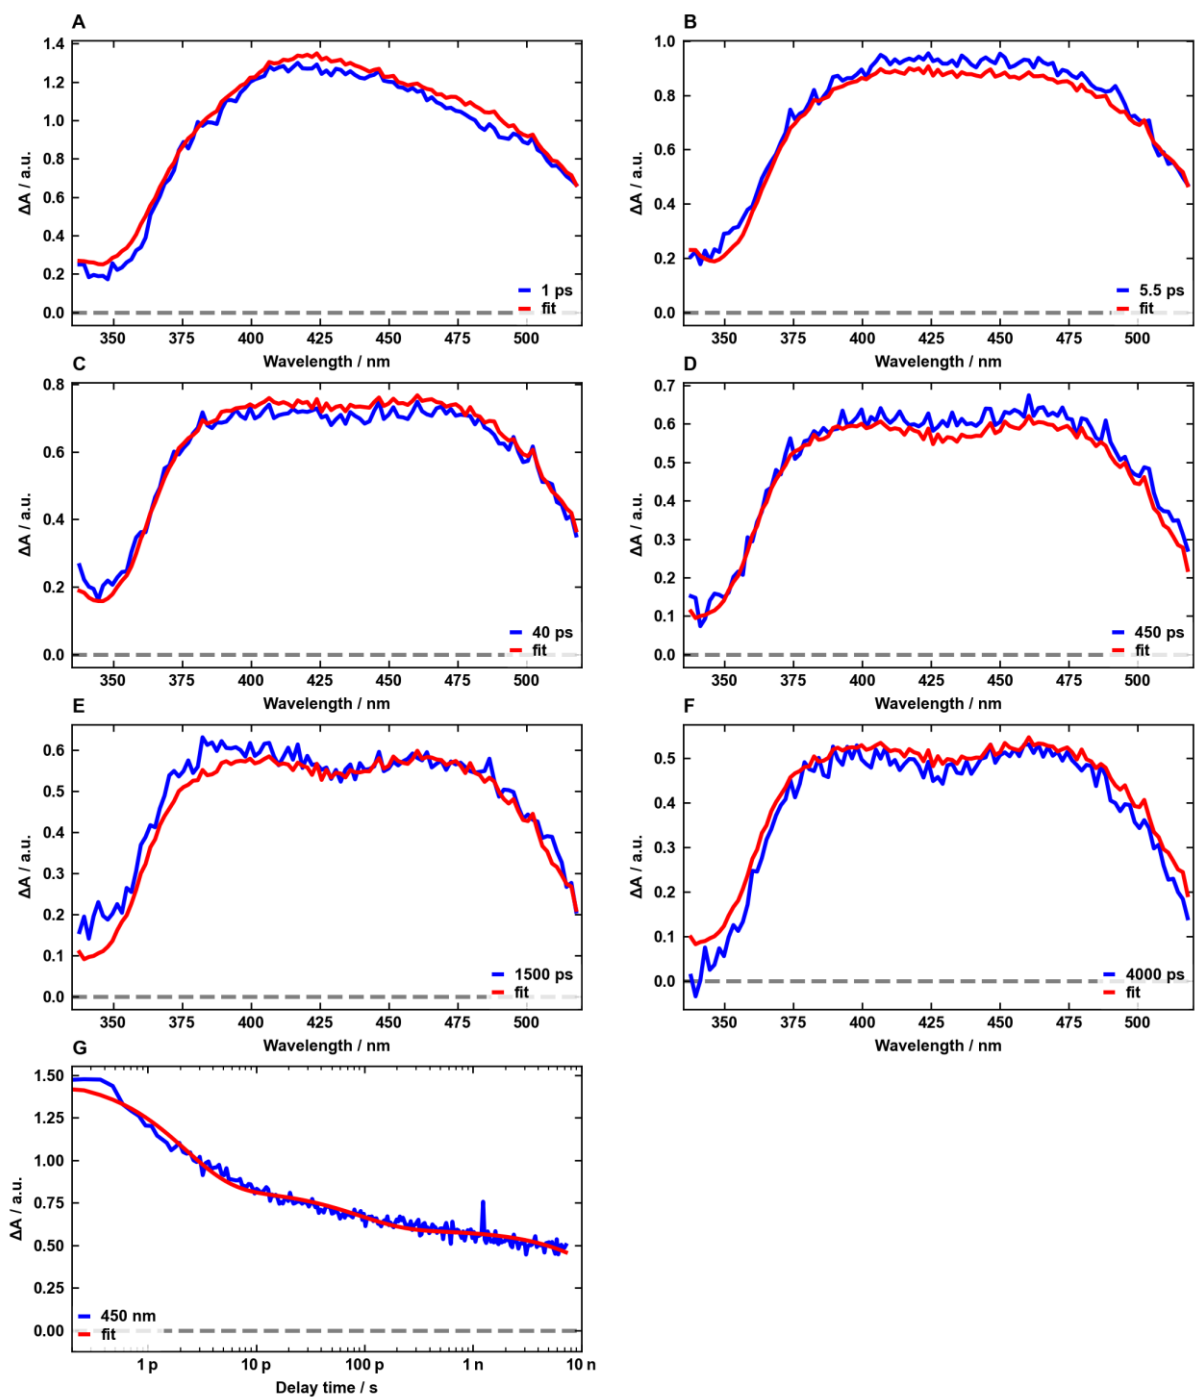 A
ΔA / a.u.
1.4
1.2
1.0
0.8
0.6
0.4
0.2
0.0
1 ps
fit
350 375 400 425 450 475 500
Wavelength / nm
B
ΔA / a.u.
1.0
0.8
0.6
0.4
0.2
0.0
5.5 ps
fit
350 375 400 425 450 475 500
Wavelength / nm
C
ΔA / a.u.
0.8
0.6
0.4
0.2
0.0
40 ps
fit
350 375 400 425 450 475 500
Wavelength / nm
D
ΔA / a.u.
0.7
0.6
0.5
0.4
0.3
0.2
0.1
0.0
450 ps
fit
350 375 400 425 450 475 500
Wavelength / nm
E
ΔA / a.u.
0.6
0.5
0.4
0.3
0.2
0.1
0.0
1500 ps
fit
350 375 400 425 450 475 500
Wavelength / nm
F
ΔA / a.u.
0.5
0.4
0.3
0.2
0.1
0.0
4000 ps
fit
350 375 400 425 450 475 500
Wavelength / nm
G
ΔA / a.u.
1.50
1.25
1.00
0.75
0.50
0.25
0.00
450 nm
fit
1 p 10 p 100 p 1 n 10 n
Delay time / s